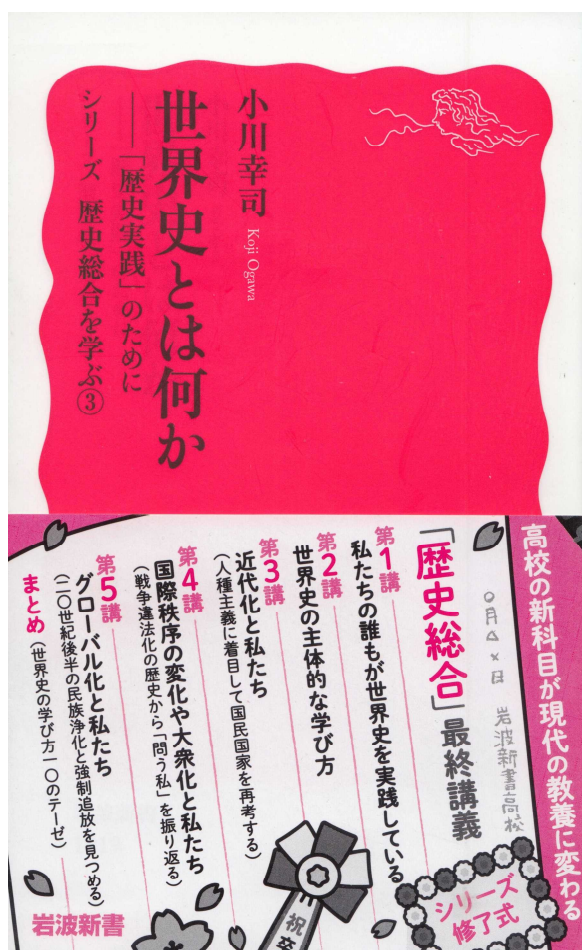 小川幸司 Koji Ogawa
世界史とは何か
――「歴史実践」のために
シリーズ 歴史総合を学ぶ③
高校の新科目が現代の教養に変わる
〇月△×日 岩波新書高校
「歴史総合」最終講義
第1講
私たちの誰もが世界史を実践している
第2講
世界史の主体的な学び方
第3講
近代化と私たち
(人種主義に着目して国民国家を再考する)
第4講
国際秩序の変化や大衆化と私たち
(戦争違法化の歴史から「問う私」を振り返る)
第5講
グローバル化と私たち
(二〇世紀後半の民族浄化と強制追放を見つめる)
まとめ(世界史の学び方一〇のテーゼ)
シリーズ
修了式
祝
岩波新書